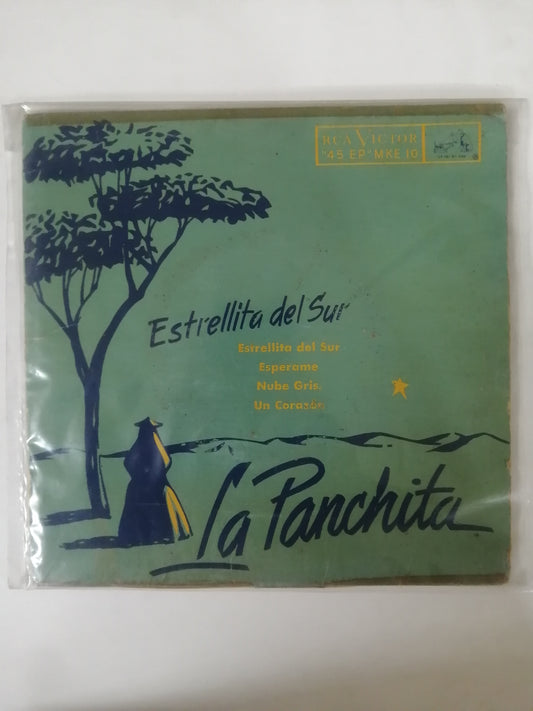 RCA VICTOR
"45 EP" MKE 10
Estrellita del Sur
Estrellita del Sur
Esperame
Nube Gris.
Un Corazón
La Panchita